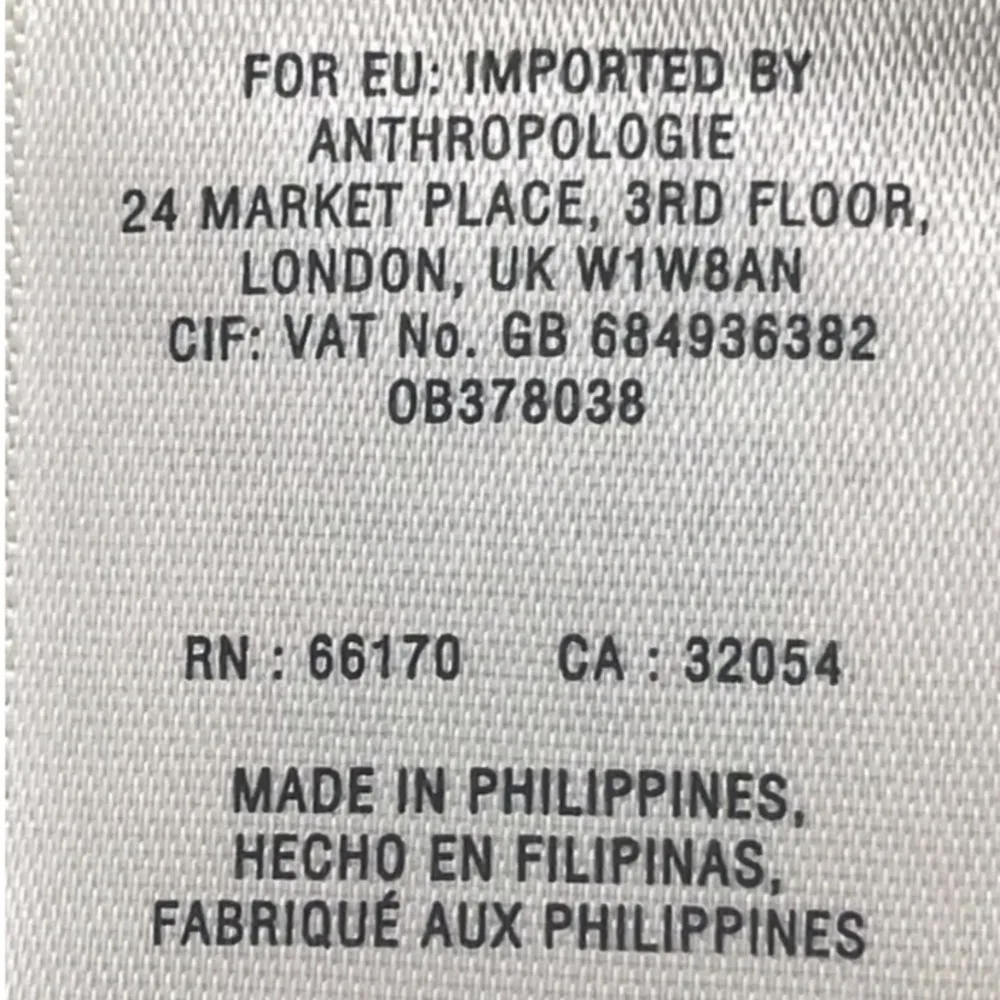 FOR EU: IMPORTED BY
ANTHROPOLOGIE
24 MARKET PLACE, 3RD FLOOR,
LONDON, UK W1W8AN
CIF: VAT No. GB 684936382
OB378038
RN : 66170 CA : 32054
MADE IN PHILIPPINES,
HECHO EN FILIPINAS,
FABRIQUÉ AUX PHILIPPINES